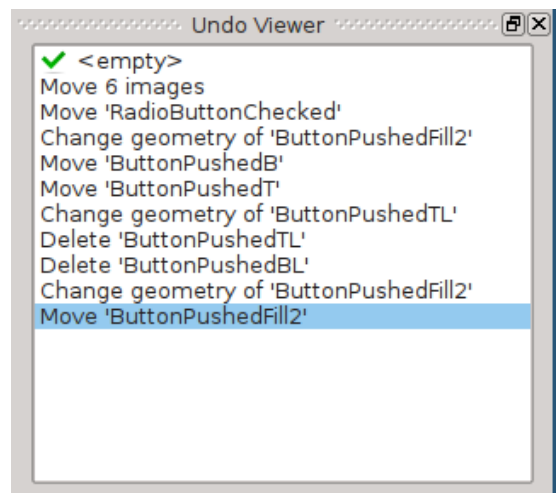 Undo Viewer
<empty>
Move 6 images
Move 'RadioButtonChecked'
Change geometry of 'ButtonPushedFill2'
Move 'ButtonPushedB'
Move 'ButtonPushedT'
Change geometry of 'ButtonPushedTL'
Delete 'ButtonPushedTL'
Delete 'ButtonPushedBL'
Change geometry of 'ButtonPushedFill2'
Move 'ButtonPushedFill2'